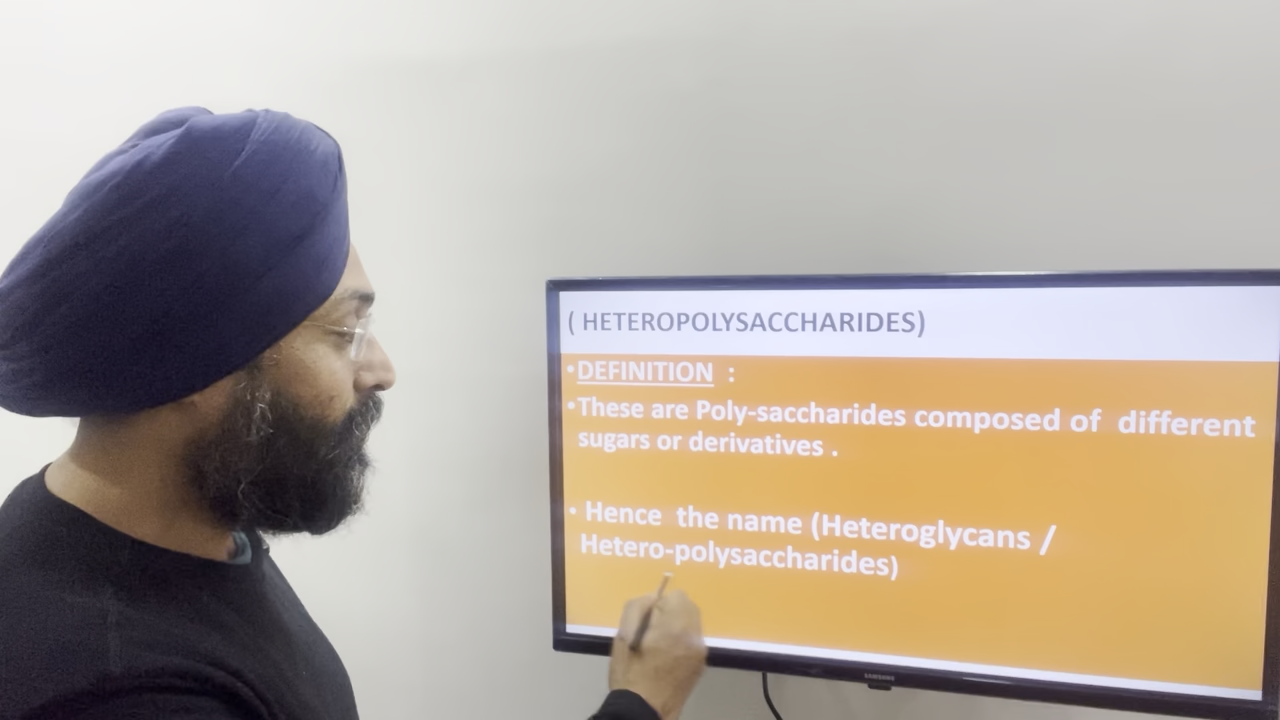 ( HETEROPOLYSACCHARIDES)
•DEFINITION :
•These are Poly-saccharides composed of different
sugars or derivatives .
• Hence the name (Heteroglycans /
Hetero-polysaccharides)
SAMSUNG